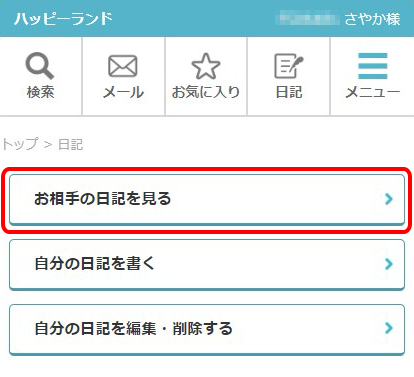 ハッピーランド さやか様
検索 メール お気に入り 日記 メニュー
トップ > 日記
お相手の日記を見る
自分の日記を書く
自分の日記を編集・削除する